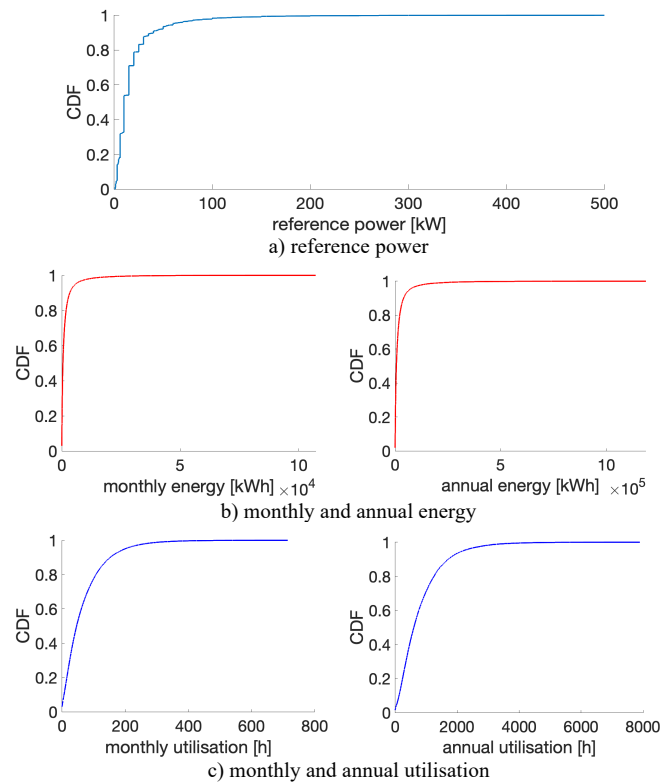 1
0.8
0.6
0.4
0.2
0
CDF
0 100 200 300 400 500
reference power [kW]
a) reference power
1
0.8
0.6
0.4
0.2
0
CDF
0 5 10
monthly energy [kWh] ×10^4
1
0.8
0.6
0.4
0.2
0
CDF
0 5 10
annual energy [kWh] ×10^5
b) monthly and annual energy
1
0.8
0.6
0.4
0.2
0
CDF
0 200 400 600 800
monthly utilisation [h]
1
0.8
0.6
0.4
0.2
0
CDF
0 2000 4000 6000 8000
annual utilisation [h]
c) monthly and annual utilisation